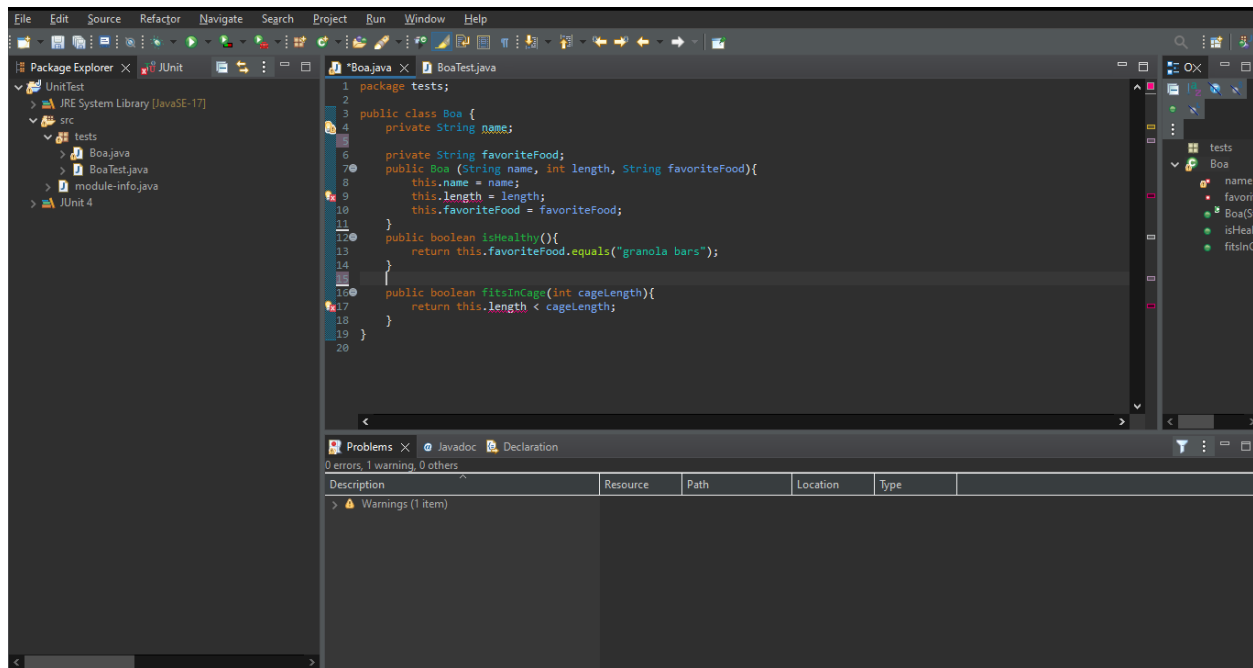 File Edit Source Refactor Navigate Search Project Run Window Help
Package Explorer JUnit
UnitTest
JRE System Library [JavaSE-17]
src
tests
Boa.java
BoaTest.java
module-info.java
JUnit 4
*Boa.java BoaTest.java
1 package tests;
2
3 public class Boa {
4 private String name;
5
6 private String favoriteFood;
7 public Boa (String name, int length, String favoriteFood){
8 this.name = name;
9 this.length = length;
10 this.favoriteFood = favoriteFood;
11 }
12 public boolean isHealthy(){
13 return this.favoriteFood.equals("granola bars");
14 }
15
16 public boolean fitsInCage(int cageLength){
17 return this.length < cageLength;
18 }
19 }
20
tests
Boa
name
favori
Boa(S
isHeal
fitsInC
Problems Javadoc Declaration
0 errors, 1 warning, 0 others
Description Resource Path Location Type
Warnings (1 item)